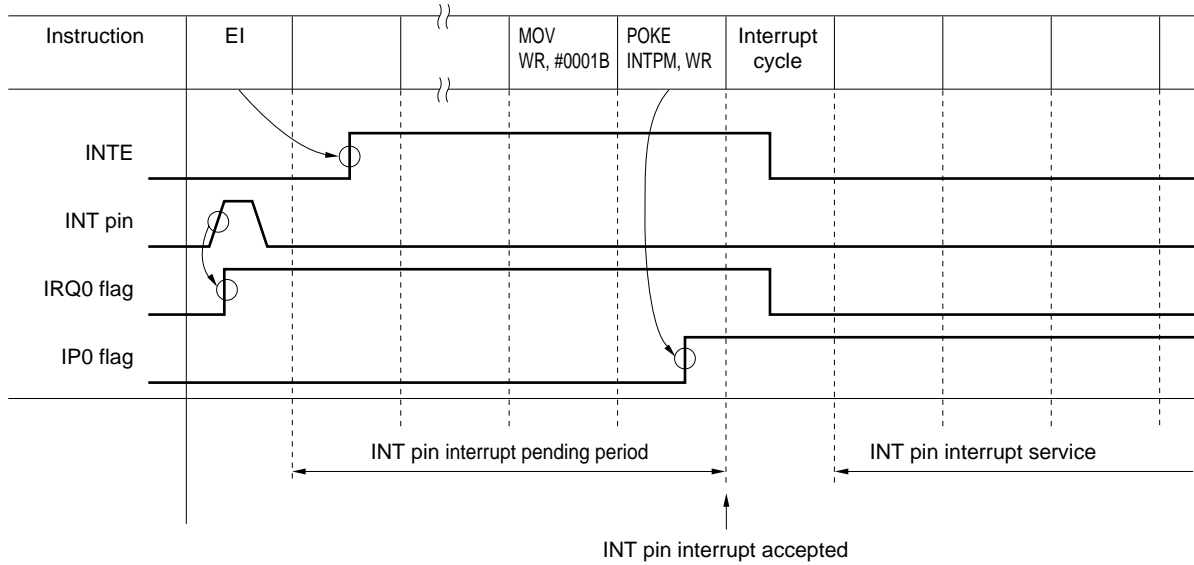 Instruction EI MOV POKE Interrupt
WR, #0001B INTPM, WR cycle
INTE
INT pin
IRQ0 flag
IP0 flag
INT pin interrupt pending period INT pin interrupt service
INT pin interrupt accepted